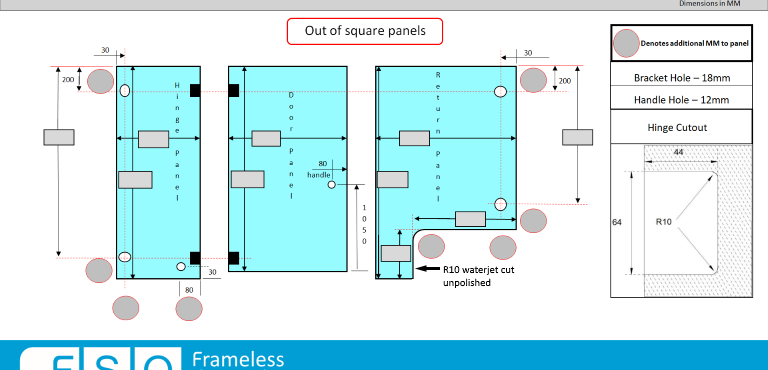 Dimensions in MM
Out of square panels
Denotes additional MM to panel
Bracket Hole – 18mm
Handle Hole – 12mm
Hinge Cutout
44
64
R10
30
200
Hinge Panel
30
80
Door Panel
80
handle
1050
Return Panel
30
200
R10 waterjet cut
unpolished
ESO
Frameless